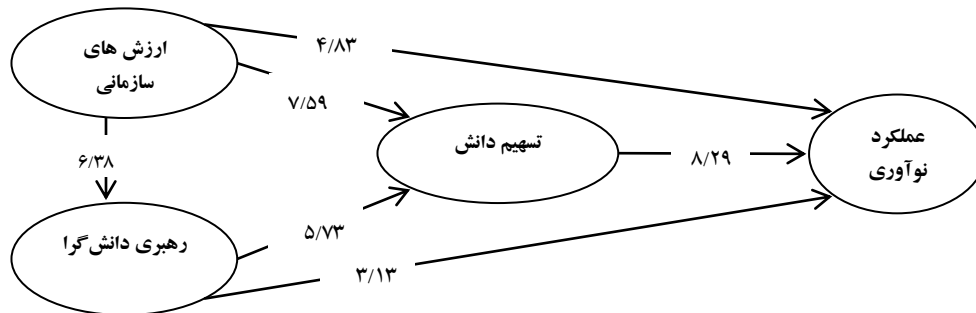 ارزش های
سازمانی
۴/۸۳
۷/۵۹
۶/۳۸
تسهیم دانش
۸/۲۹
عملکرد
نوآوری
رهبری دانش‌گرا
۵/۷۳
۳/۱۳